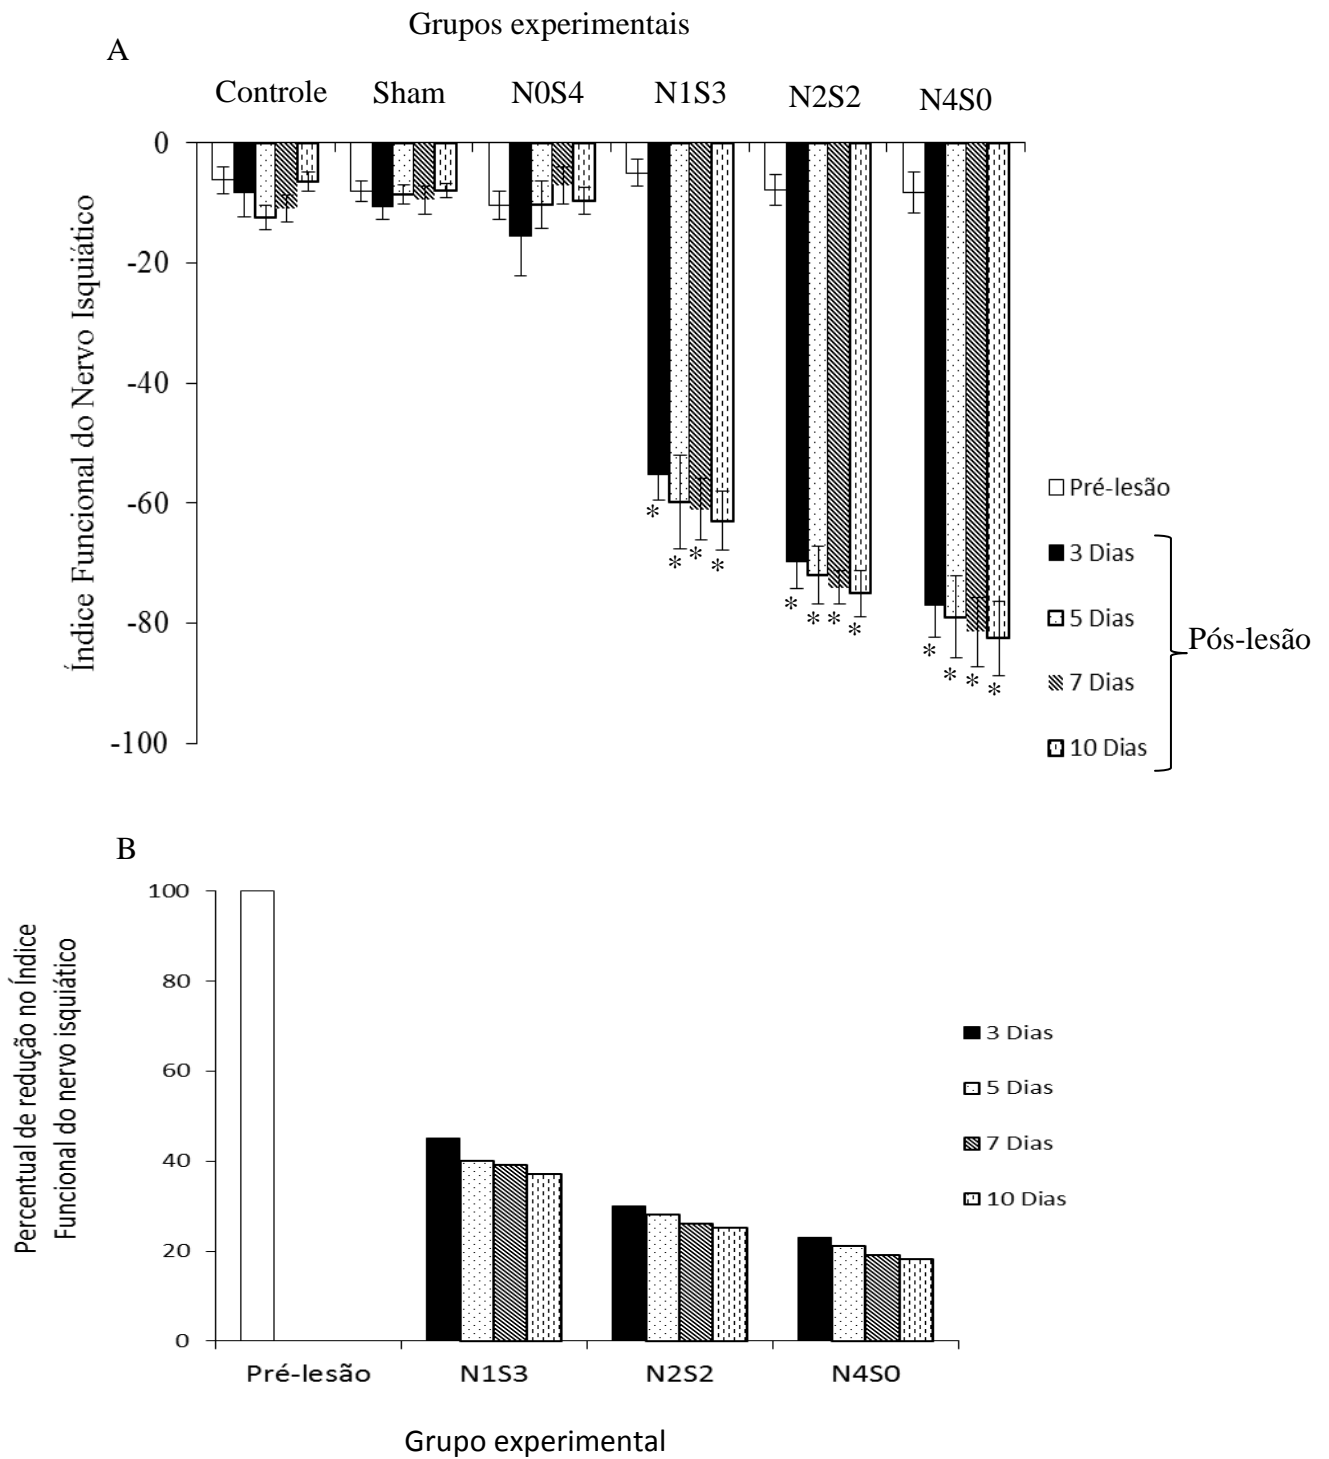 Grupos experimentais
A
Controle Sham N0S4 N1S3 N2S2 N4S0
0
-20
-40
-60
-80
-100
Índice Funcional do Nervo Isquiático
* * * *
* * * *
* * * *
Pré-lesão
3 Dias
5 Dias
7 Dias
10 Dias
Pós-lesão
B
100
80
60
40
20
0
Percentual de redução no Índice
Funcional do nervo isquiático
3 Dias
5 Dias
7 Dias
10 Dias
Pré-lesão N1S3 N2S2 N4S0
Grupo experimental